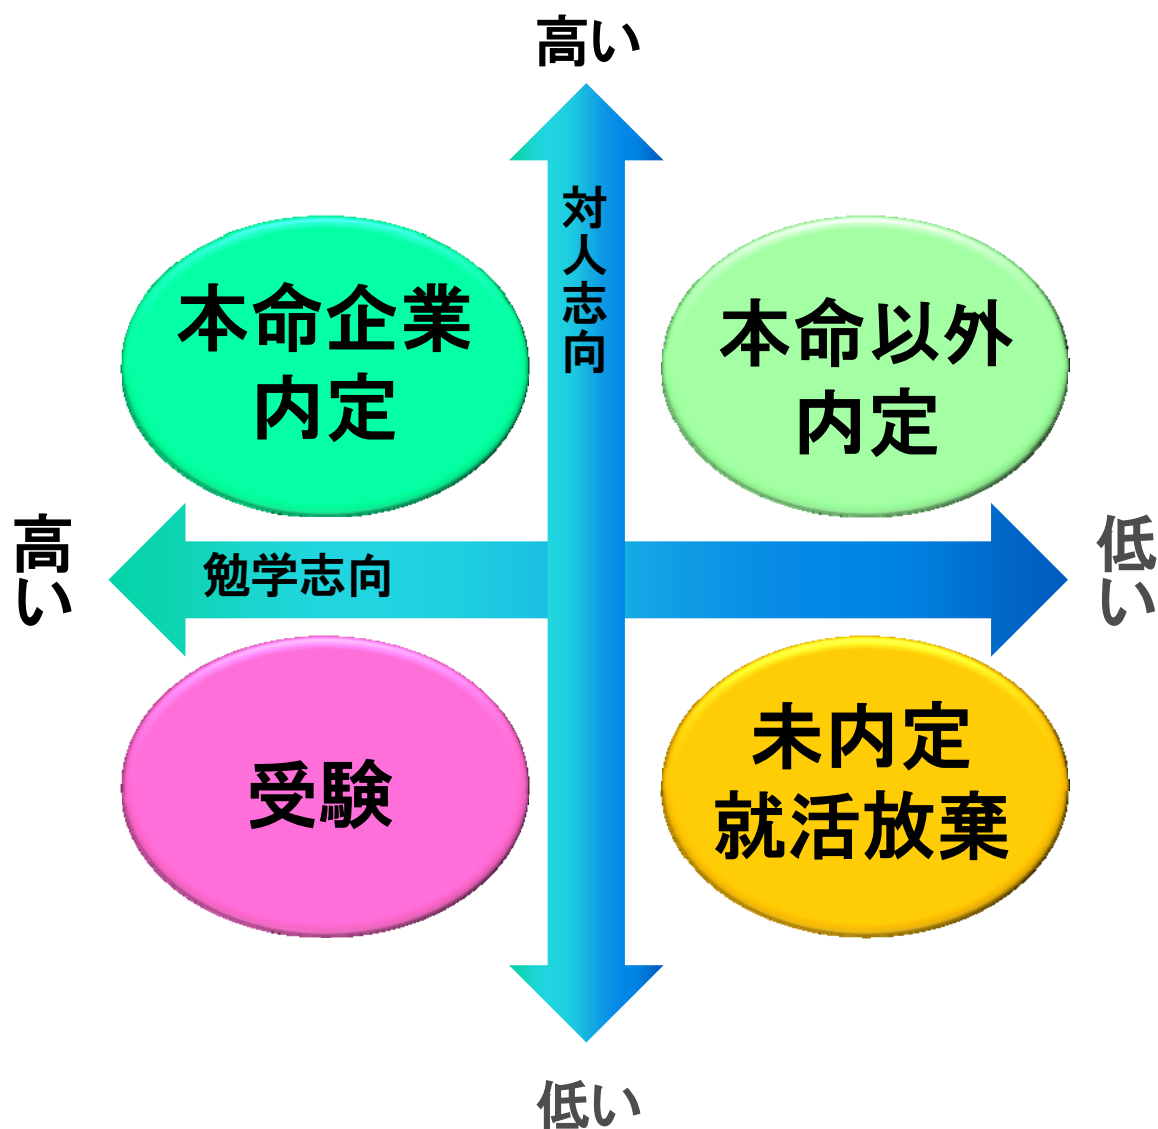 高い
対人志向
本命企業
内定
本命以外
内定
高い
勉学志向
低い
受験
未内定
就活放棄
低い